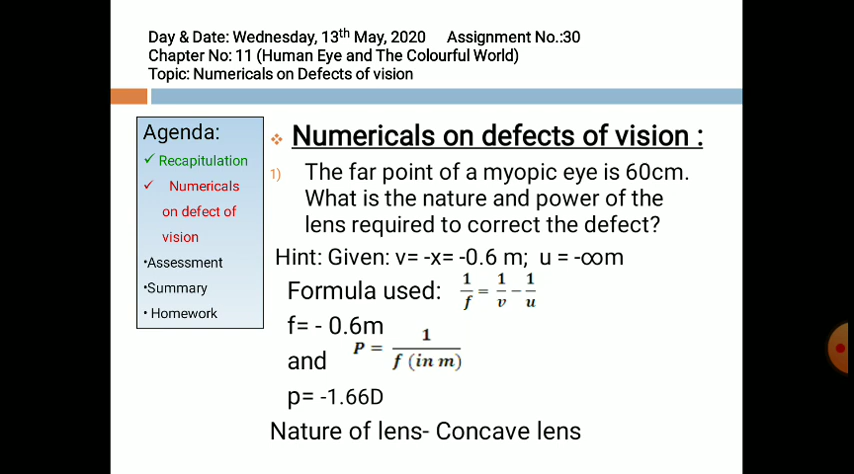 Day & Date: Wednesday, 13th May, 2020 Assignment No.:30
Chapter No: 11 (Human Eye and The Colourful World)
Topic: Numericals on Defects of vision
Agenda:
✓ Recapitulation
✓ Numericals
on defect of
vision
•Assessment
•Summary
• Homework
❖ Numericals on defects of vision :
1) The far point of a myopic eye is 60cm.
What is the nature and power of the
lens required to correct the defect?
Hint: Given: v= -x= -0.6 m; u = -∞m
Formula used: 1/f = 1/v − 1/u
f= - 0.6m
and P = 1/f (in m)
p= -1.66D
Nature of lens- Concave lens